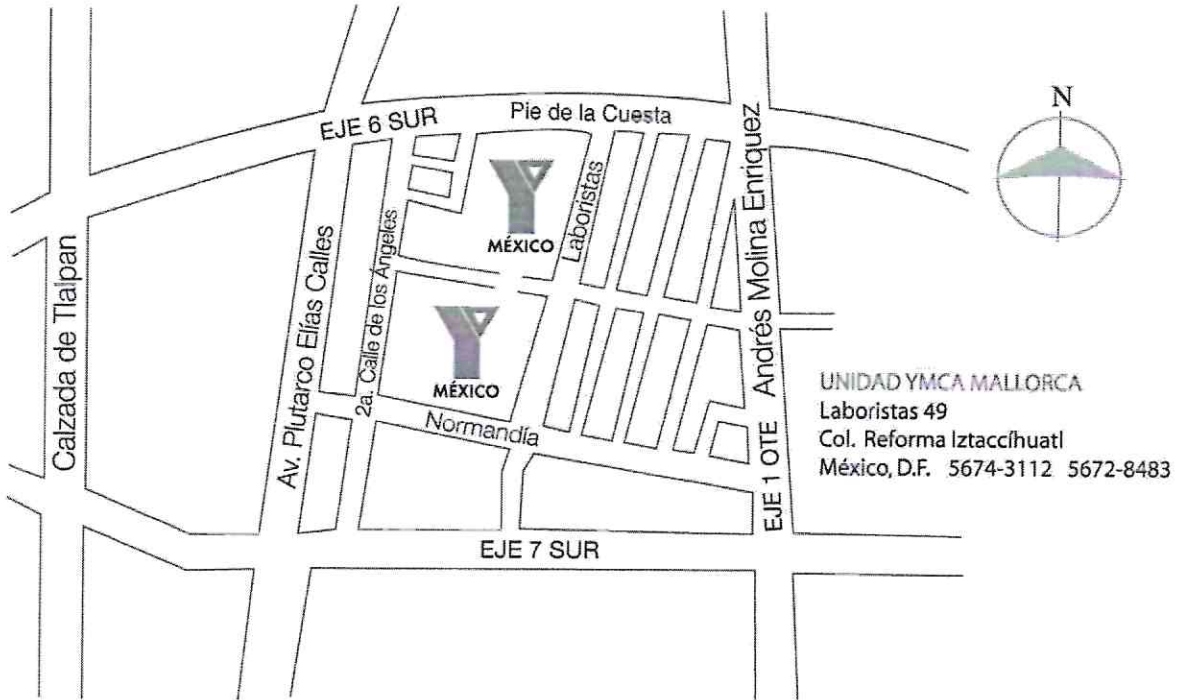 N
EJE 6 SUR
Pie de la Cuesta
Calzada de Tlalpan
Av. Plutarco Elías Calles
2a. Calle de los Ángeles
MÉXICO
Laboristas
Andrés Molina Enriquez
MÉXICO
Normandía
EJE 1 OTE
EJE 7 SUR
UNIDAD YMCA MALLORCA
Laboristas 49
Col. Reforma Iztaccíhuatl
México, D.F. 5674-3112 5672-8483